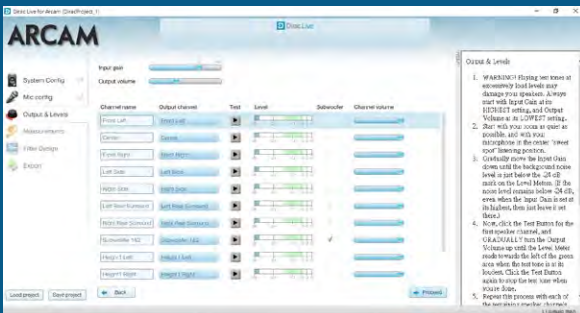 Dirac Live for Arcam (DiracProject_1)
Dirac Live
ARCAM
System Config
Mic config
Output & Levels
Measurements
Filter Design
Export
Input gain
Output volume
Channel name Output channel Test Level Subwoofer Channel volume
Front Left Front Left
Center Center
Front Right Front Right
Left Side Left Side
Right Side Right Side
Left Rear Surround Left Rear Surround
Right Rear Surround Right Rear Surround
Subwoofer 1&2 Subwoofer 1&2
Height 1 Left Height 1 Left
Height 1 Right Height 1 Right
Load project Save project Back Proceed
Output & Levels
1. WARNING! Playing test tones at
excessively loud levels may
damage your speakers. Always
start with Input Gain at its
HIGHEST setting, and Output
Volume at its LOWEST setting.
2. Start with your room as quiet as
possible, and with your
microphone in the center "sweet
spot" listening position.
3. Gradually move the Input Gain
down until the background noise
level is just below the -24 dB
mark on the Level Meters. (If the
noise level remains below -24 dB,
even when the Input Gain is set at
its highest, then just leave it set
there.)
4. Now, click the Test Button for the
first speaker channel, and
GRADUALLY turn the Output
Volume up until the Level Meter
reads towards the left of the green
area when the test tone is at its
loudest. Click the Test Button
again to stop the test tone when
you're done.
5. Repeat this process with each of
the remaining speaker channels